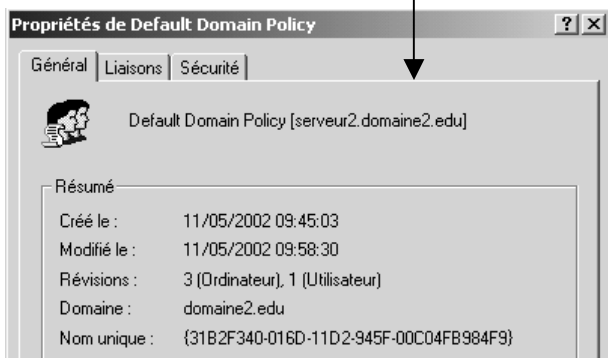 Propriétés de Default Domain Policy
Général Liaisons Sécurité
Default Domain Policy [serveur2.domaine2.edu]
Résumé
Créé le : 11/05/2002 09:45:03
Modifié le : 11/05/2002 09:58:30
Révisions : 3 (Ordinateur), 1 (Utilisateur)
Domaine : domaine2.edu
Nom unique : {31B2F340-016D-11D2-945F-00C04FB984F9}